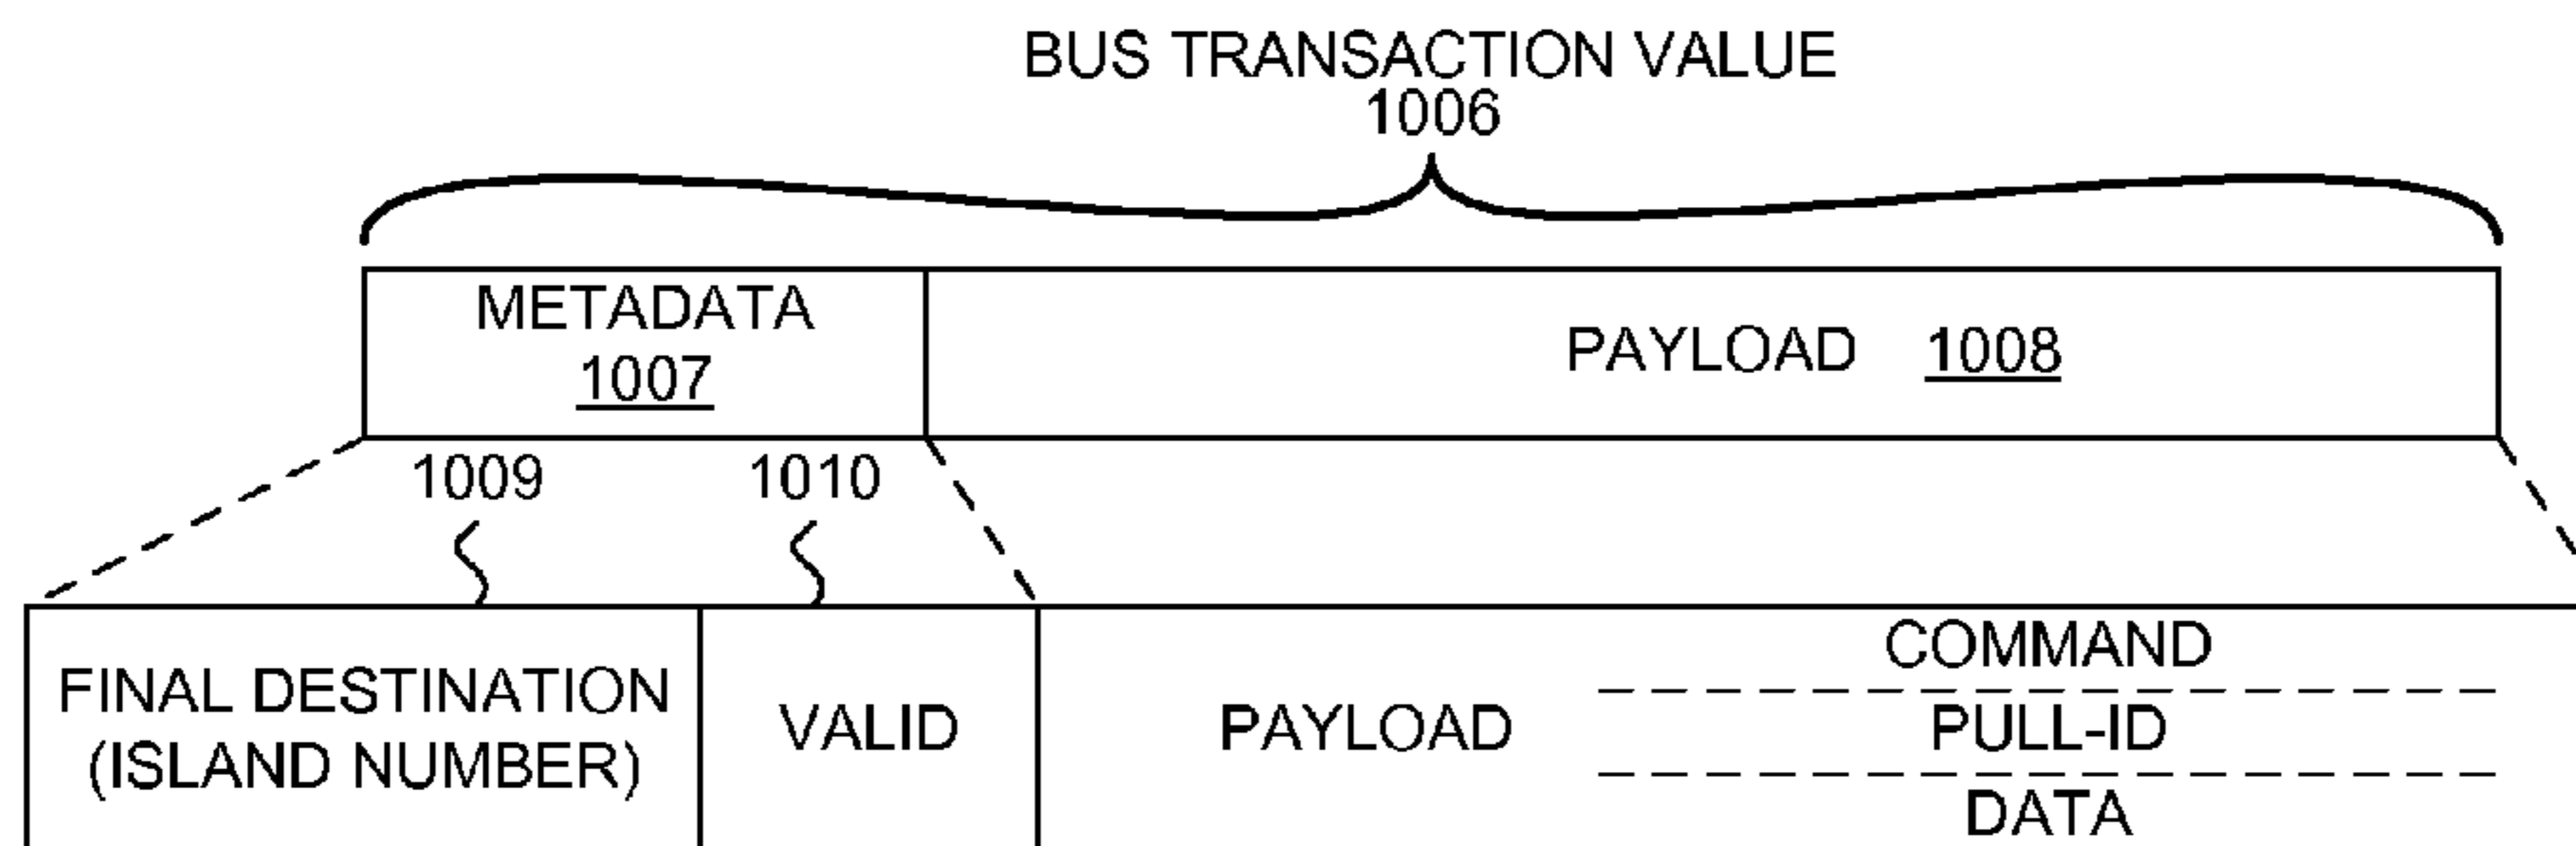 BUS TRANSACTION VALUE
1006
METADATA
1007
PAYLOAD 1008
1009
1010
FINAL DESTINATION
(ISLAND NUMBER)
VALID
PAYLOAD
COMMAND
PULL-ID
DATA